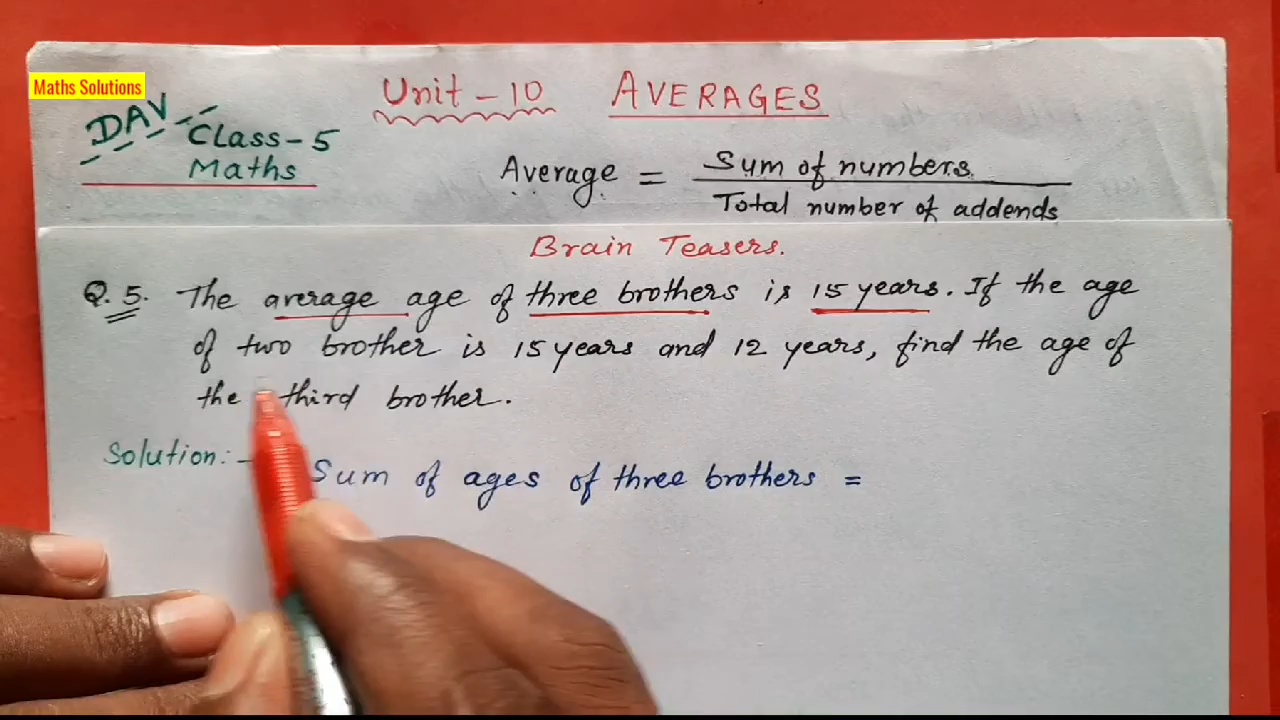 Maths Solutions
DAV
Class-5
Maths
Unit-10 AVERAGES
Average = Sum of numbers.
Total number of addends
Brain Teasers.
Q.5. The average age of three brothers is 15 years. If the age
of two brother is 15 years and 12 years, find the age of
the third brother.
Solution:- Sum of ages of three brothers =